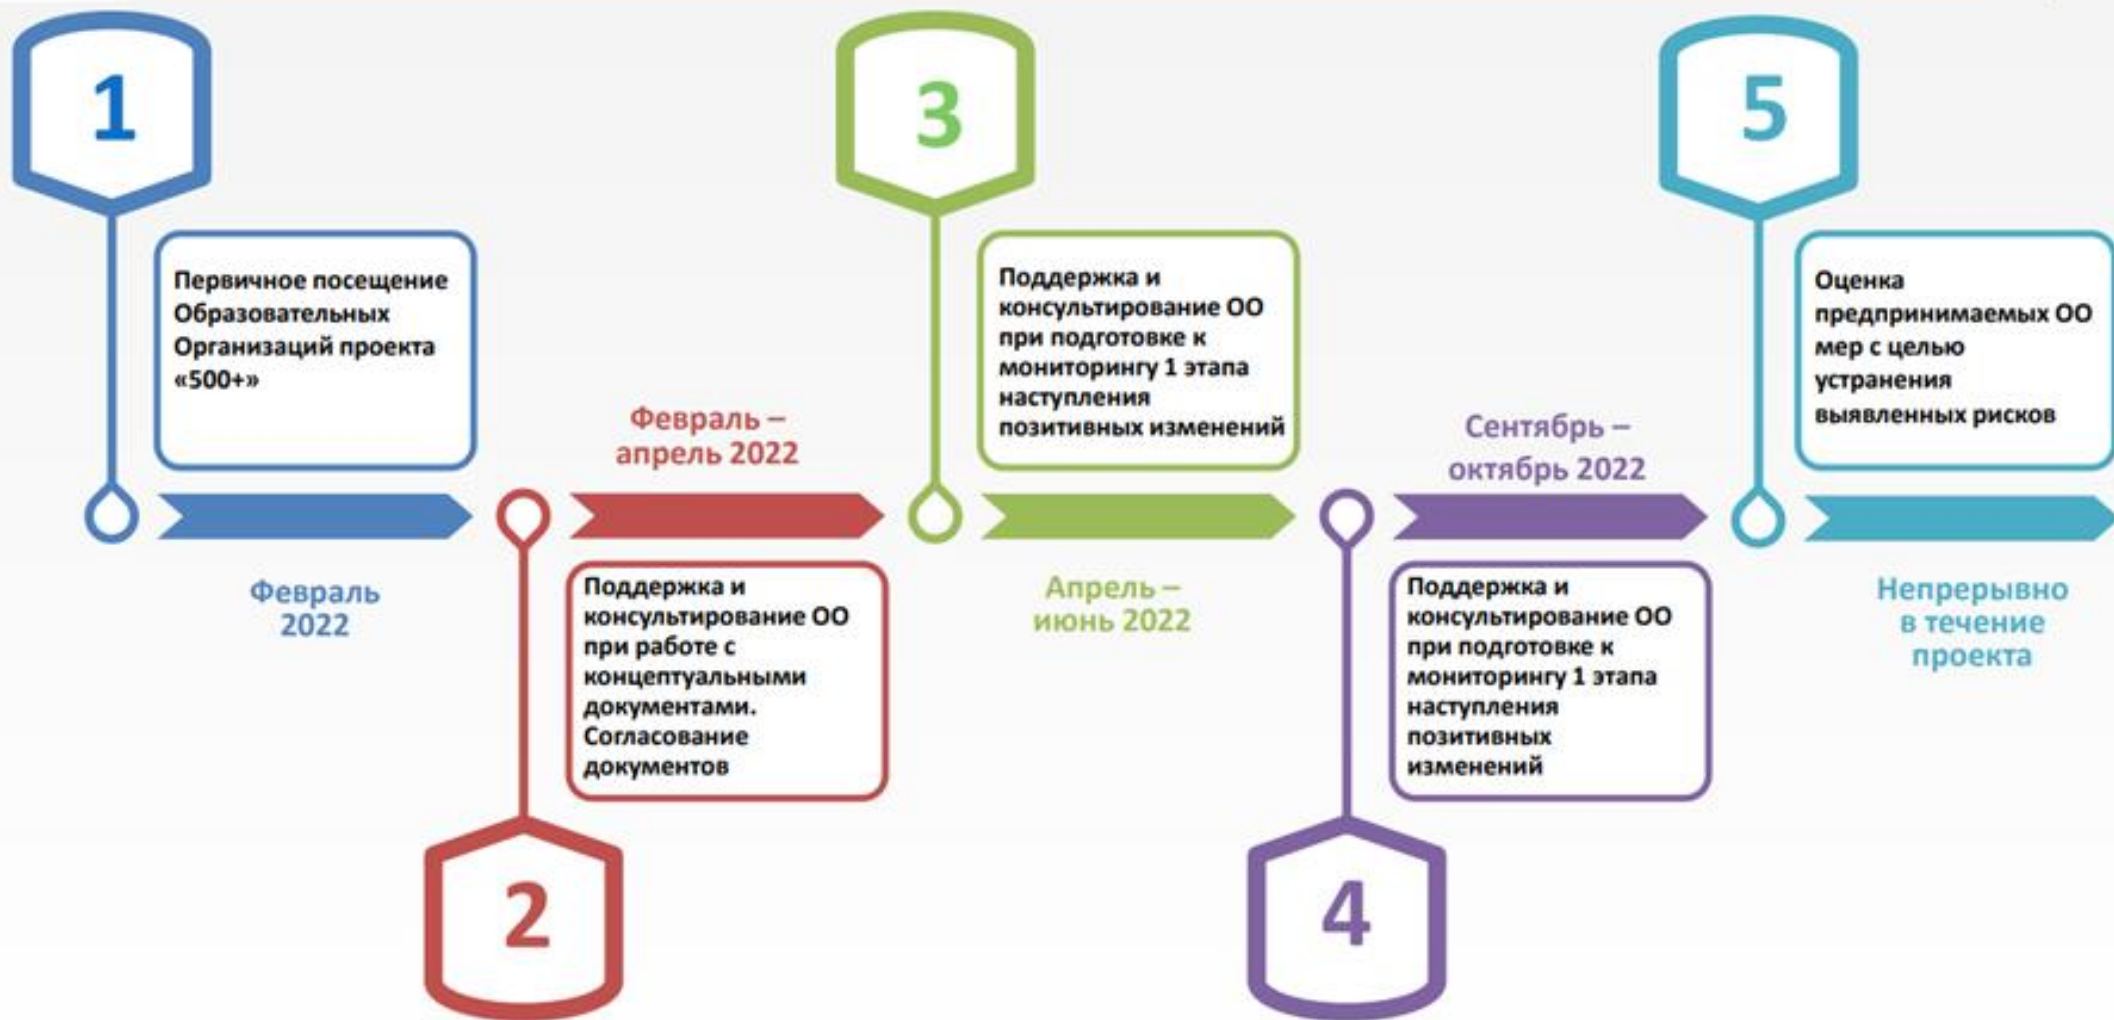 1
Первичное посещение
Образовательных
Организаций проекта
«500+»
Февраль
2022
2
Февраль –
апрель 2022
Поддержка и
консультирование ОО
при работе с
концептуальными
документами.
Согласование
документов
3
Поддержка и
консультирование ОО
при подготовке к
мониторингу 1 этапа
наступления
позитивных изменений
Апрель –
июнь 2022
4
Сентябрь –
октябрь 2022
Поддержка и
консультирование ОО
при подготовке к
мониторингу 1 этапа
наступления
позитивных
изменений
5
Оценка
предпринимаемых ОО
мер с целью
устранения
выявленных рисков
Непрерывно
в течение
проекта